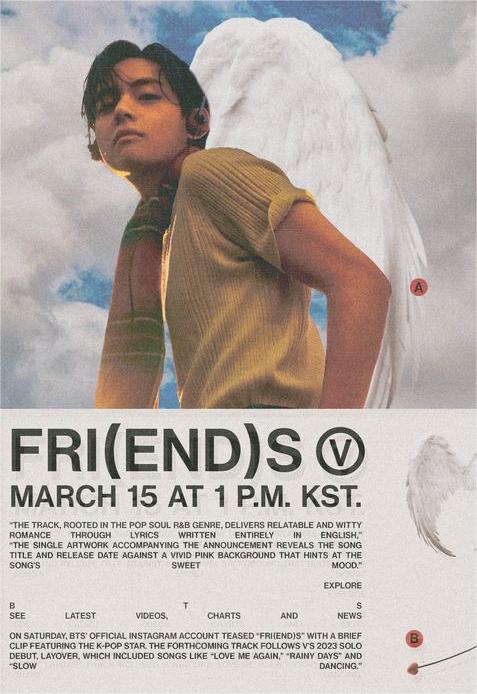 A
FRI(END)S V
MARCH 15 AT 1 P.M. KST.
"THE TRACK, ROOTED IN THE POP SOUL R&B GENRE, DELIVERS RELATABLE AND WITTY
ROMANCE THROUGH LYRICS WRITTEN ENTIRELY IN ENGLISH,"
"THE SINGLE ARTWORK ACCOMPANYING THE ANNOUNCEMENT REVEALS THE SONG
TITLE AND RELEASE DATE AGAINST A VIVID PINK BACKGROUND THAT HINTS AT THE
SONG'S SWEET MOOD."
EXPLORE
B T S
SEE LATEST VIDEOS, CHARTS AND NEWS
B
ON SATURDAY, BTS' OFFICIAL INSTAGRAM ACCOUNT TEASED "FRI(END)S" WITH A BRIEF
CLIP FEATURING THE K-POP STAR. THE FORTHCOMING TRACK FOLLOWS V'S 2023 SOLO
DEBUT, LAYOVER, WHICH INCLUDED SONGS LIKE "LOVE ME AGAIN," "RAINY DAYS" AND
"SLOW DANCING."